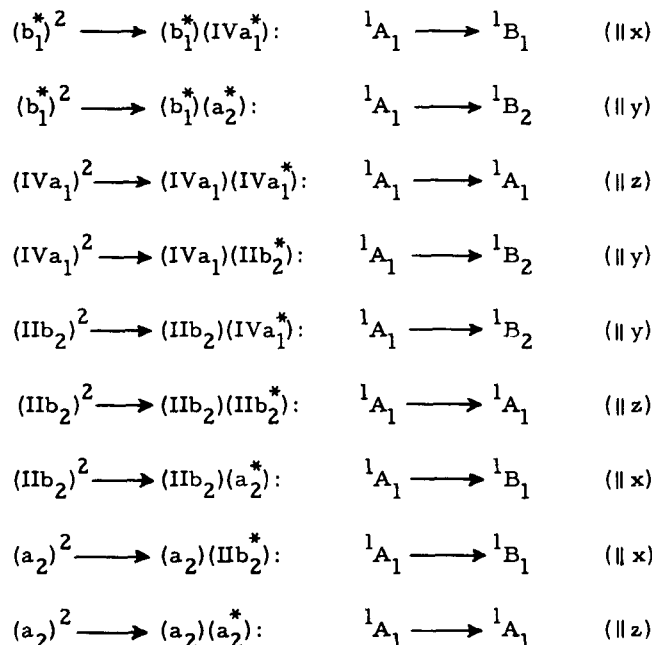 (b₁*)² ⟶ (b₁*)(IVa₁*): ¹A₁ ⟶ ¹B₁ (∥x)
(b₁*)² ⟶ (b₁*)(a₂*): ¹A₁ ⟶ ¹B₂ (∥y)
(IVa₁)² ⟶ (IVa₁)(IVa₁*): ¹A₁ ⟶ ¹A₁ (∥z)
(IVa₁)² ⟶ (IVa₁)(IIb₂*): ¹A₁ ⟶ ¹B₂ (∥y)
(IIb₂)² ⟶ (IIb₂)(IVa₁*): ¹A₁ ⟶ ¹B₂ (∥y)
(IIb₂)² ⟶ (IIb₂)(IIb₂*): ¹A₁ ⟶ ¹A₁ (∥z)
(IIb₂)² ⟶ (IIb₂)(a₂*): ¹A₁ ⟶ ¹B₁ (∥x)
(a₂)² ⟶ (a₂)(IIb₂*): ¹A₁ ⟶ ¹B₁ (∥x)
(a₂)² ⟶ (a₂)(a₂*): ¹A₁ ⟶ ¹A₁ (∥z)